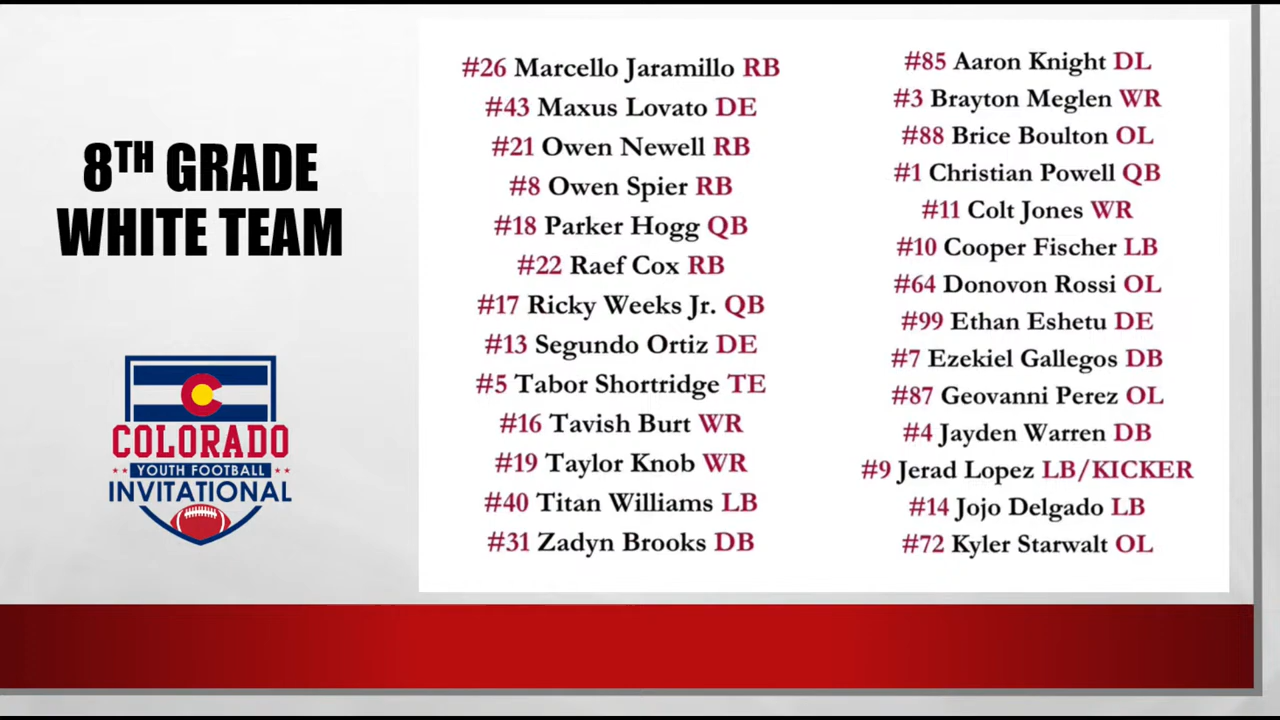 8TH GRADE
WHITE TEAM
COLORADO
YOUTH FOOTBALL
INVITATIONAL
#26 Marcello Jaramillo RB
#43 Maxus Lovato DE
#21 Owen Newell RB
#8 Owen Spier RB
#18 Parker Hogg QB
#22 Raef Cox RB
#17 Ricky Weeks Jr. QB
#13 Segundo Ortiz DE
#5 Tabor Shortridge TE
#16 Tavish Burt WR
#19 Taylor Knob WR
#40 Titan Williams LB
#31 Zadyn Brooks DB
#85 Aaron Knight DL
#3 Brayton Meglen WR
#88 Brice Boulton OL
#1 Christian Powell QB
#11 Colt Jones WR
#10 Cooper Fischer LB
#64 Donovon Rossi OL
#99 Ethan Eshetu DE
#7 Ezekiel Gallegos DB
#87 Geovanni Perez OL
#4 Jayden Warren DB
#9 Jerad Lopez LB/KICKER
#14 Jojo Delgado LB
#72 Kyler Starwalt OL